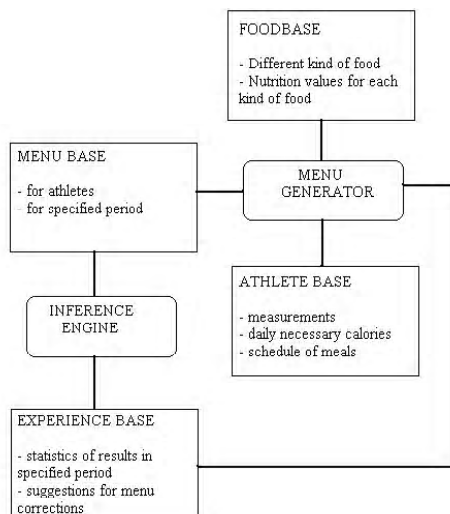 FOODBASE
- Different kind of food
- Nutrition values for each
kind of food
MENU BASE
- for athletes
- for specified period
MENU
GENERATOR
ATHLETE BASE
- measurements
- daily necessary calories
- schedule of meals
INFERENCE
ENGINE
EXPERIENCE BASE
- statistics of results in
specified period
- suggestions for menu
corrections